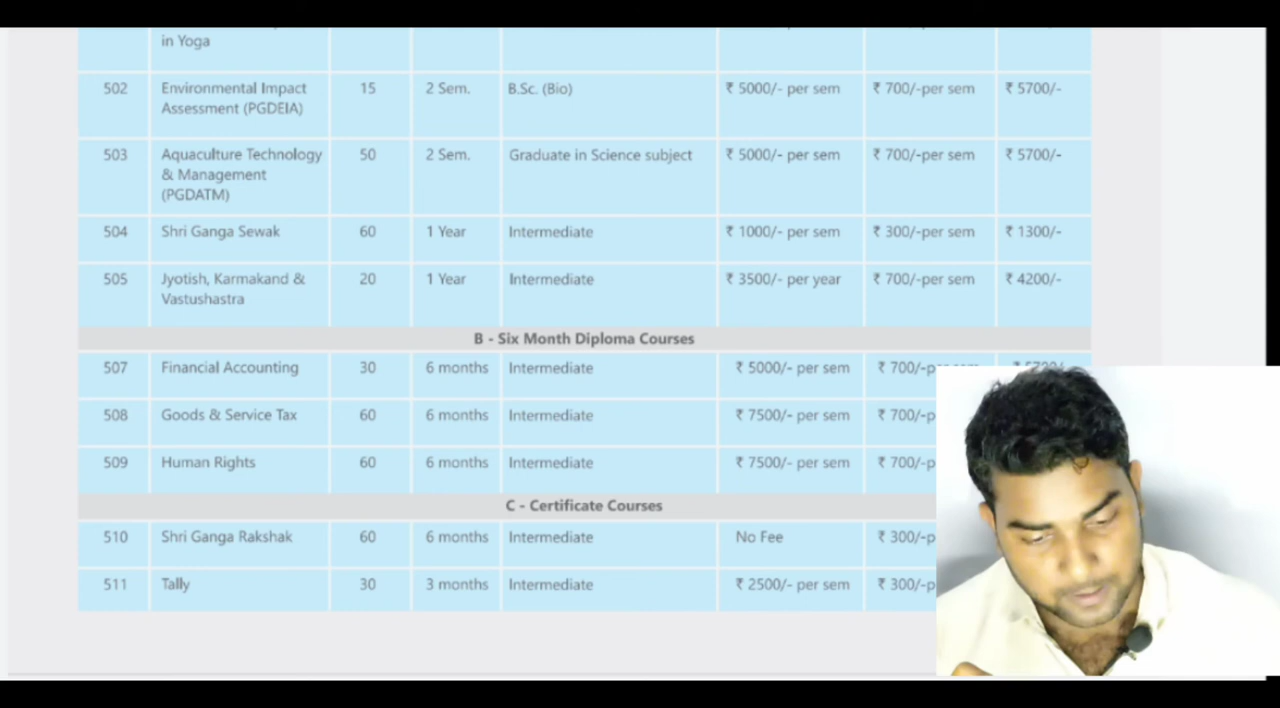 in Yoga
502 Environmental Impact 15 2 Sem. B.Sc. (Bio) ₹ 5000/- per sem ₹ 700/-per sem ₹ 5700/-
Assessment (PGDEIA)
503 Aquaculture Technology 50 2 Sem. Graduate in Science subject ₹ 5000/- per sem ₹ 700/-per sem ₹ 5700/-
& Management
(PGDATM)
504 Shri Ganga Sewak 60 1 Year Intermediate ₹ 1000/- per sem ₹ 300/-per sem ₹ 1300/-
505 Jyotish, Karmakand & 20 1 Year Intermediate ₹ 3500/- per year ₹ 700/-per sem ₹ 4200/-
Vastushastra
B - Six Month Diploma Courses
507 Financial Accounting 30 6 months Intermediate ₹ 5000/- per sem ₹ 700/-p
508 Goods & Service Tax 60 6 months Intermediate ₹ 7500/- per sem ₹ 700/-p
509 Human Rights 60 6 months Intermediate ₹ 7500/- per sem ₹ 700/-p
C - Certificate Courses
510 Shri Ganga Rakshak 60 6 months Intermediate No Fee ₹ 300/-p
511 Tally 30 3 months Intermediate ₹ 2500/- per sem ₹ 300/-p